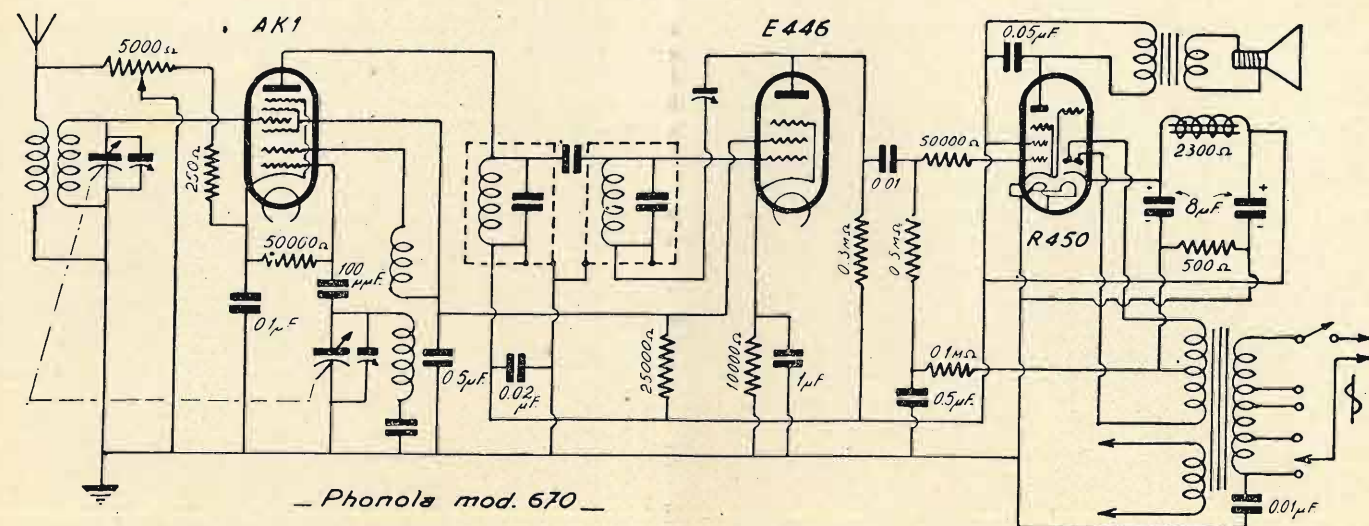 AK1
E446
5000Ω
250Ω
50000Ω
100 μμF.
0.1μF
0.5μF.
0.02 μF.
25000Ω
10000Ω
1μF
0.3MΩ
0.01
0.5MΩ
50000Ω
0.1MΩ
0.5μF.
0.05μF.
R450
2300Ω
+
8μF.
+
-
-
500Ω
0.01μF
_ Phonola mod. 670 _